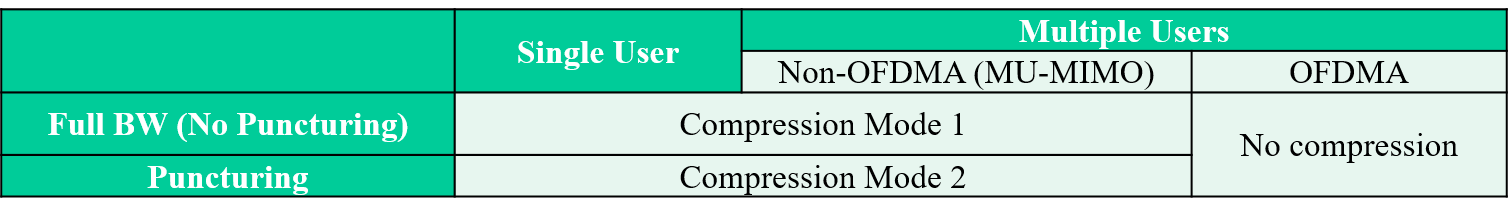 Single User
Multiple Users
Non-OFDMA (MU-MIMO)
OFDMA
Full BW (No Puncturing)
Compression Mode 1
No compression
Puncturing
Compression Mode 2